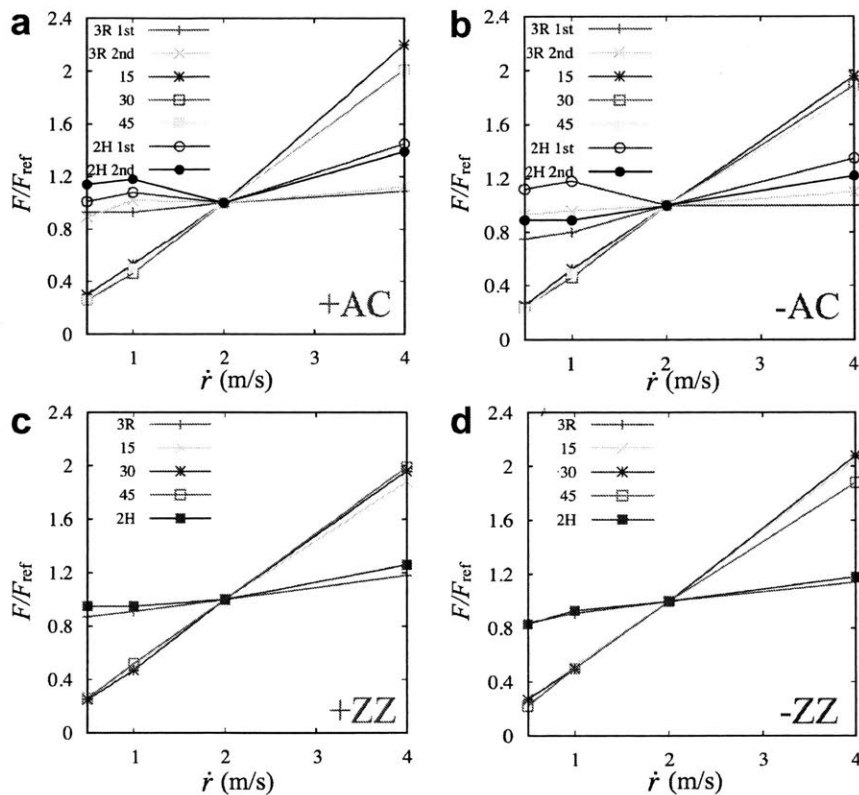 a
3R 1st
3R 2nd
15
30
45
2H 1st
2H 2nd
2.4
2
1.6
1.2
0.8
0.4
0
F/Fref
1
2
3
4
ṙ (m/s)
+AC
b
3R 1st
3R 2nd
15
30
45
2H 1st
2H 2nd
2.4
2
1.6
1.2
0.8
0.4
0
F/Fref
1
2
3
4
ṙ (m/s)
-AC
c
3R
15
30
45
2H
2.4
2
1.6
1.2
0.8
0.4
0
F/Fref
1
2
3
4
ṙ (m/s)
+ZZ
d
3R
15
30
45
2H
2.4
2
1.6
1.2
0.8
0.4
0
F/Fref
1
2
3
4
ṙ (m/s)
-ZZ